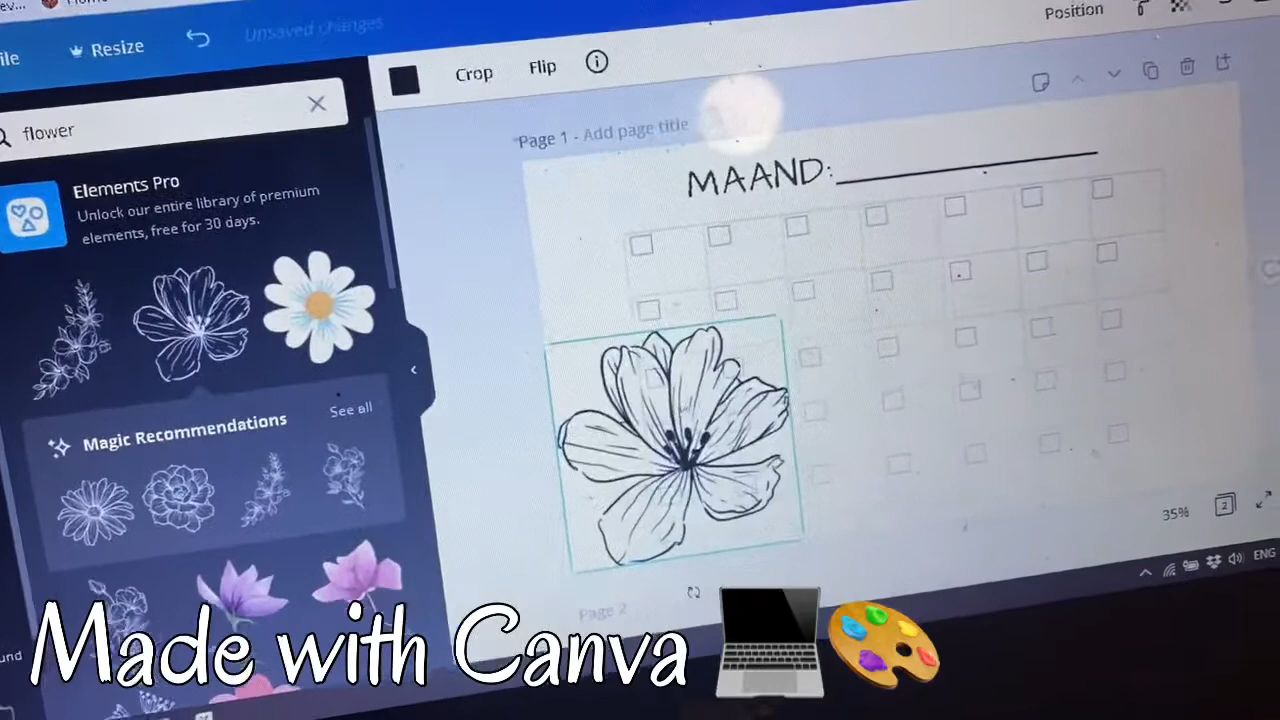 Resize
Unsaved changes
Position
Crop
Flip
flower
Page 1 - Add page title
Elements Pro
Unlock our entire library of premium
elements, free for 30 days.
MAAND:
Magic Recommendations
See all
35%
2
ENG
Page 2
Made with Canva